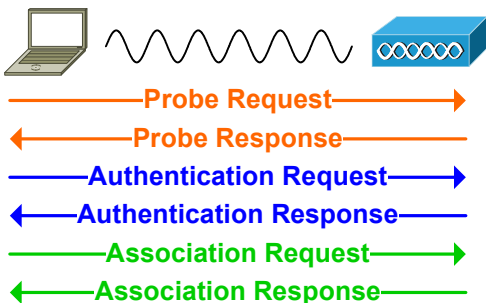 Probe Request
Probe Response
Authentication Request
Authentication Response
Association Request
Association Response